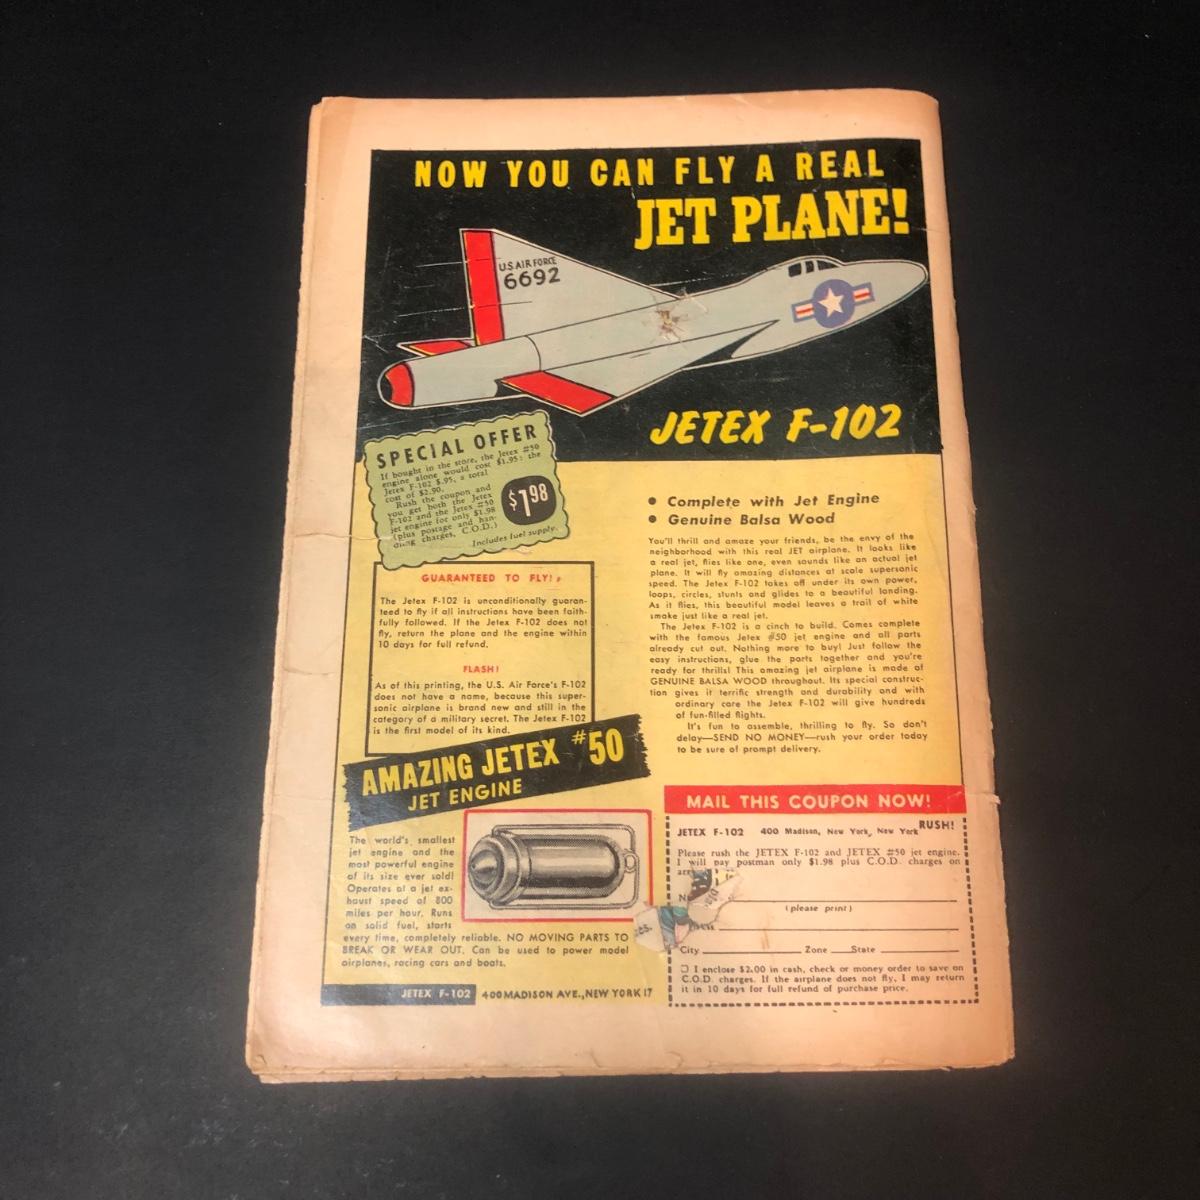 NOW YOU CAN FLY A REAL
JET PLANE!
U.S AIR FORCE
6692
JETEX F-102
SPECIAL OFFER
If bought in the store, the Jetex #50
engine alone would cost $1.95; the
Jetex F-102 $.95, a total
cost of $2.90.
Rush the coupon and
you get both the Jetex
F-102 and the Jetex #50
jet engine for only $1.98
(plus postage and han-
dling charges, C.O.D.)
$1.98
Includes fuel supply.
● Complete with Jet Engine
● Genuine Balsa Wood
You'll thrill and amaze your friends, be the envy of the
neighborhood with this real JET airplane. It looks like
a real jet, flies like one, even sounds like an actual jet
plane. It will fly amazing distances at scale supersonic
speed. The Jetex F-102 takes off under its own power,
loops, circles, stunts and glides to a beautiful landing.
As it flies, this beautiful model leaves a trail of white
smoke just like a real jet.
The Jetex F-102 is a cinch to build. Comes complete
with the famous Jetex #50 jet engine and all parts
already cut out. Nothing more to buy! Just follow the
easy instructions, glue the parts together and you're
ready for thrills! This amazing jet airplane is made of
GENUINE BALSA WOOD throughout. Its special construc-
tion gives it terrific strength and durability and with
ordinary care the Jetex F-102 will give hundreds
of fun-filled flights.
It's fun to assemble, thrilling to fly. So don't
delay—SEND NO MONEY—rush your order today
to be sure of prompt delivery.
GUARANTEED TO FLY!
The Jetex F-102 is unconditionally guaran-
teed to fly if all instructions have been faith-
fully followed. If the Jetex F-102 does not
fly, return the plane and the engine within
10 days for full refund.
FLASH!
As of this printing, the U.S. Air Force's F-102
does not have a name, because this super-
sonic airplane is brand new and still in the
category of a military secret. The Jetex F-102
is the first model of its kind.
AMAZING JETEX #50
JET ENGINE
The world's smallest
jet engine and the
most powerful engine
of its size ever sold!
Operates at a jet ex-
haust speed of 800
miles per hour. Runs
on solid fuel, starts
every time, completely reliable. NO MOVING PARTS TO
BREAK OR WEAR OUT. Can be used to power model
airplanes, racing cars and boats.
JETEX F-102 400 MADISON AVE., NEW YORK 17
MAIL THIS COUPON NOW!
JETEX F-102 400 Madison, New York, New York RUSH!
Please rush the JETEX F-102 and JETEX #50 jet engine.
I will pay postman only $1.98 plus C.O.D. charges on
(please print)
City Zone State
☐ I enclose $2.00 in cash, check or money order to save on
C.O.D. charges. If the airplane does not fly, I may return
it in 10 days for full refund of purchase price.